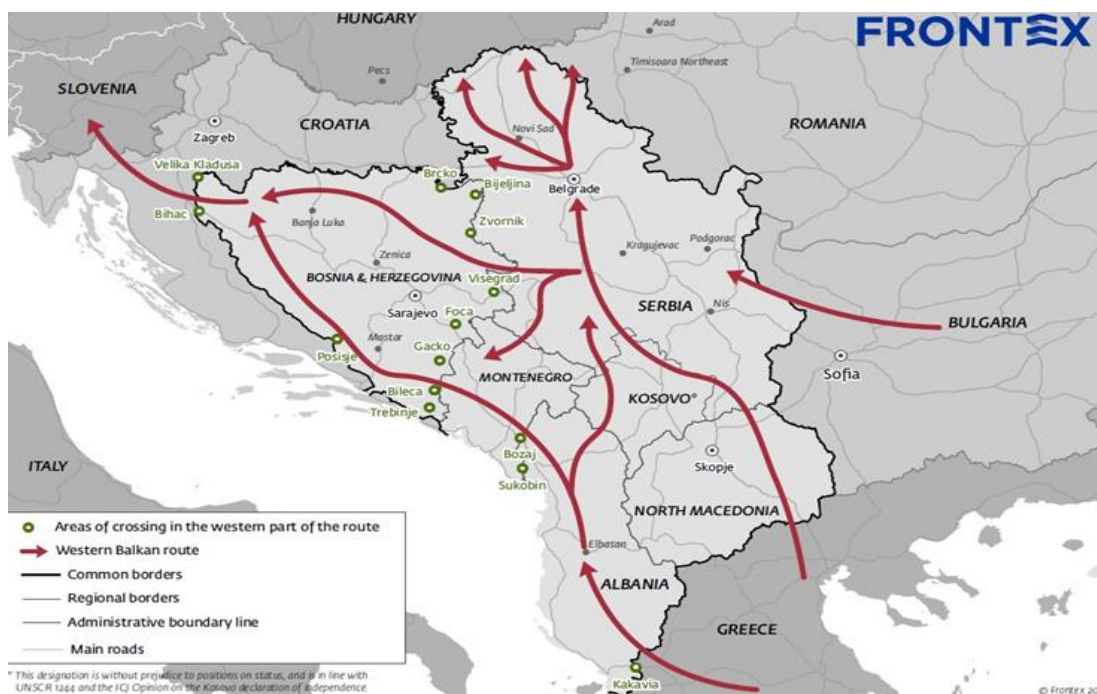 FRONTEX
HUNGARY
Arad
Pecs
Timisoara Northeast
SLOVENIA
ROMANIA
Zagreb
CROATIA
Novi Sad
Velika Kladusa
Brcko
Bijeljina
Belgrade
Bihac
Banja Luka
Zvornik
Kragujevac
Podgorac
Zenica
BOSNIA & HERZEGOVINA
Visegrad
SERBIA
Sarajevo
Foca
Nis
BULGARIA
Mostar
Posisje
Gacko
MONTENEGRO
Sofia
Bileca
KOSOVO*
Trebinje
Bozaj
Skopje
ITALY
Sukobin
NORTH MACEDONIA
Elbasan
ALBANIA
GREECE
Kakavia
Areas of crossing in the western part of the route
Western Balkan route
Common borders
Regional borders
Administrative boundary line
Main roads
* This designation is without prejudice to positions on status, and is in line with
UNSCR 1244 and the ICJ Opinion on the Kosovo declaration of independence.
Frontex 20